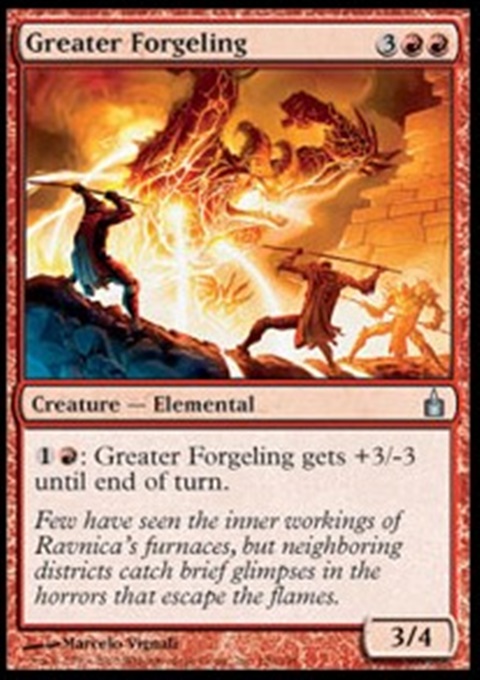 Greater Forgeling 3
Creature — Elemental
1 : Greater Forgeling gets +3/-3
until end of turn.
Few have seen the inner workings of
Ravnica's furnaces, but neighboring
districts catch brief glimpses in the
horrors that escape the flames.
Marcelo Vignali
3/4